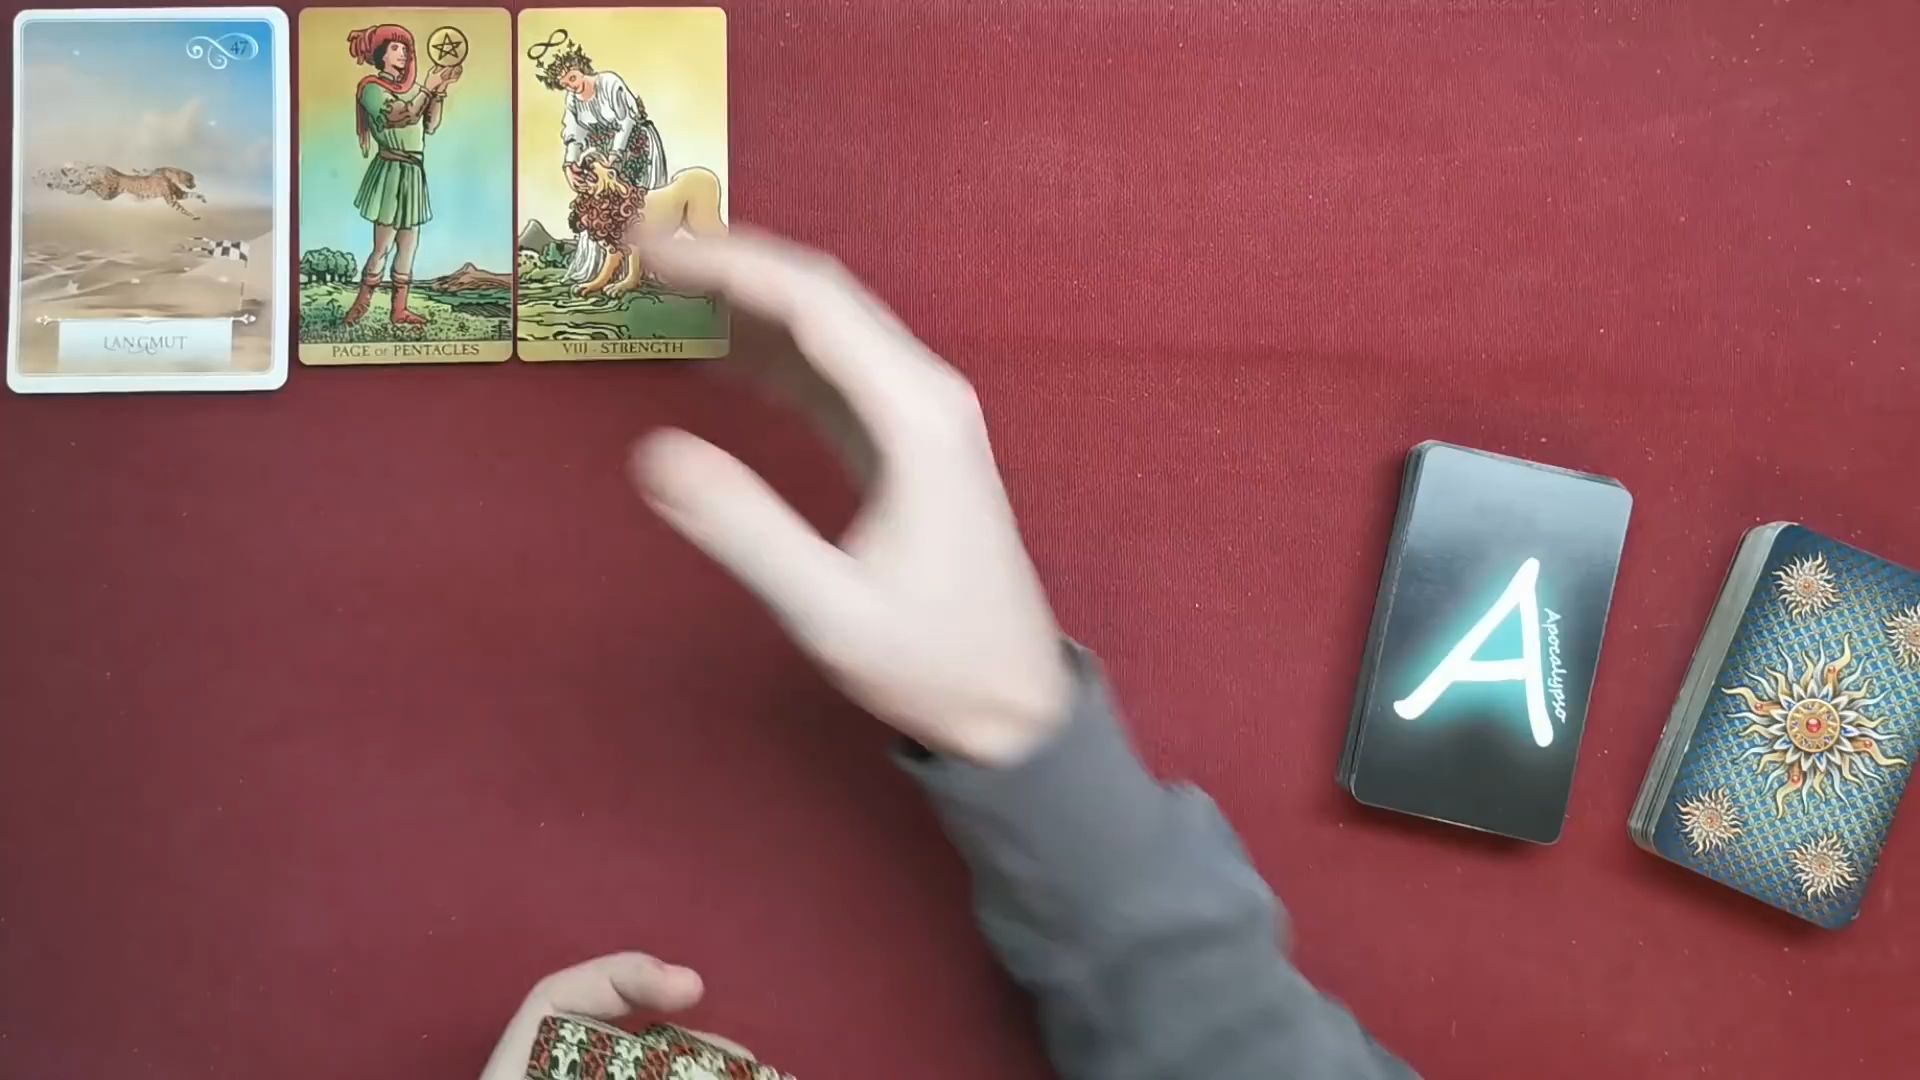 47
LANGMUT
PAGE OF PENTACLES
VIII - STRENGTH
A
Apocalypso